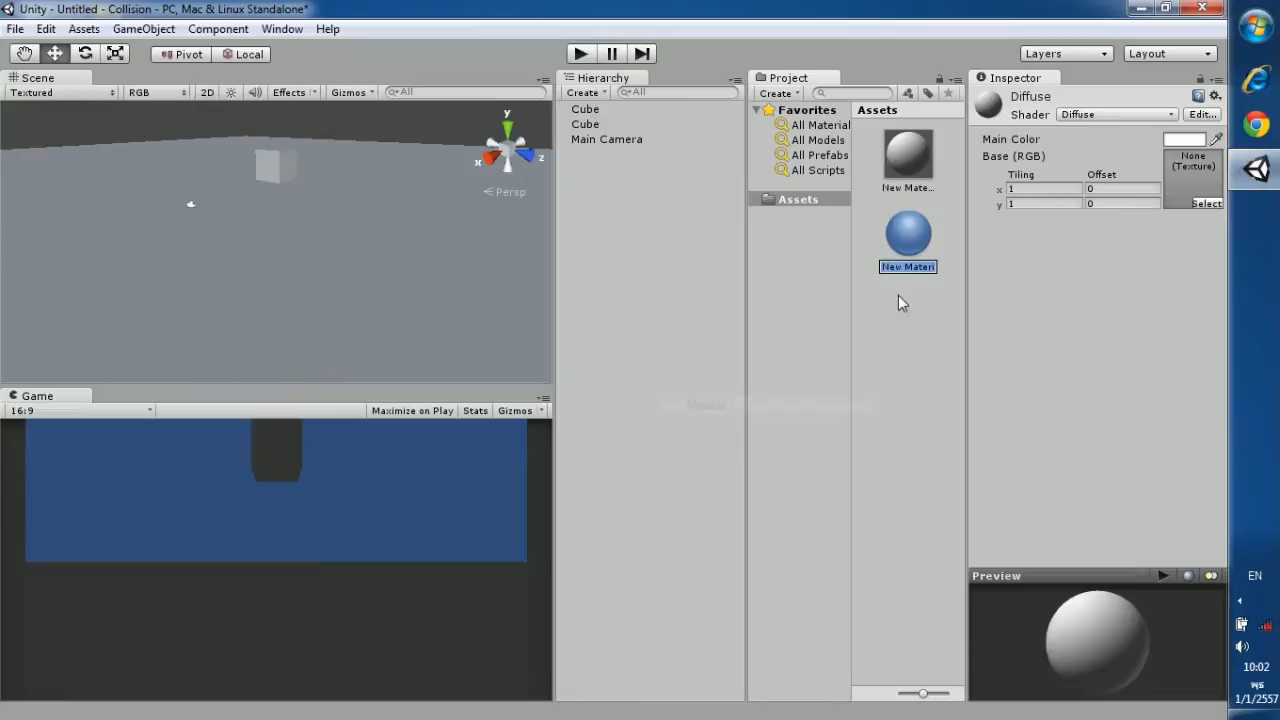 Unity - Untitled - Collision - PC, Mac & Linux Standalone*
File Edit Assets GameObject Component Window Help
Pivot Local Layers Layout
Scene
Textured RGB 2D Effects Gizmos All
y
x
z
Persp
Game
16:9 Maximize on Play Stats Gizmos
Hierarchy
Create All
Cube
Cube
Main Camera
Project
Create
Favorites
All Material
All Models
All Prefabs
All Scripts
Assets
Assets
New Mate...
New Materi
Inspector
Diffuse
Shader Diffuse Edit...
Main Color
Base (RGB)
None
(Texture)
Tiling Offset
x 1 0
y 1 0
Select
Preview
EN
10:02
พุธ
1/1/2557